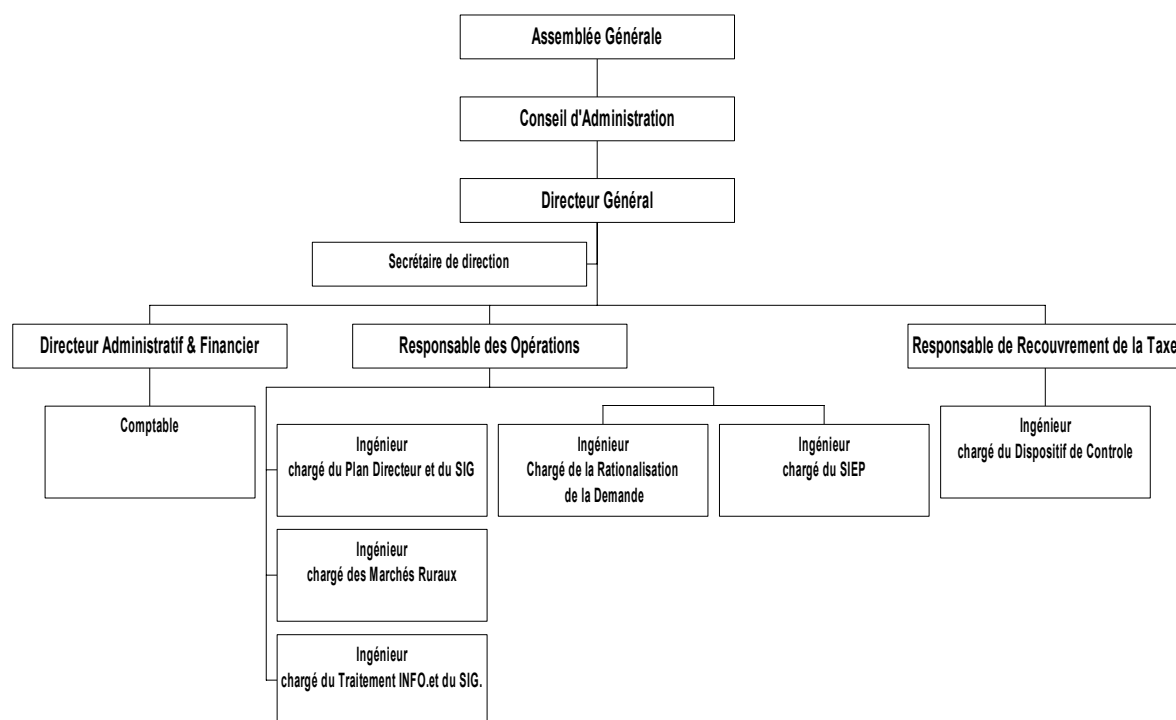 Assemblée Générale
Conseil d'Administration
Directeur Général
Secrétaire de direction
Directeur Administratif & Financier
Responsable des Opérations
Responsable de Recouvrement de la Taxe
Comptable
Ingénieur
chargé du Plan Directeur et du SIG
Ingénieur
Chargé de la Rationalisation
de la Demande
Ingénieur
chargé du SIEP
Ingénieur
chargé du Dispositif de Controle
Ingénieur
chargé des Marchés Ruraux
Ingénieur
chargé du Traitement INFO.et du SIG.